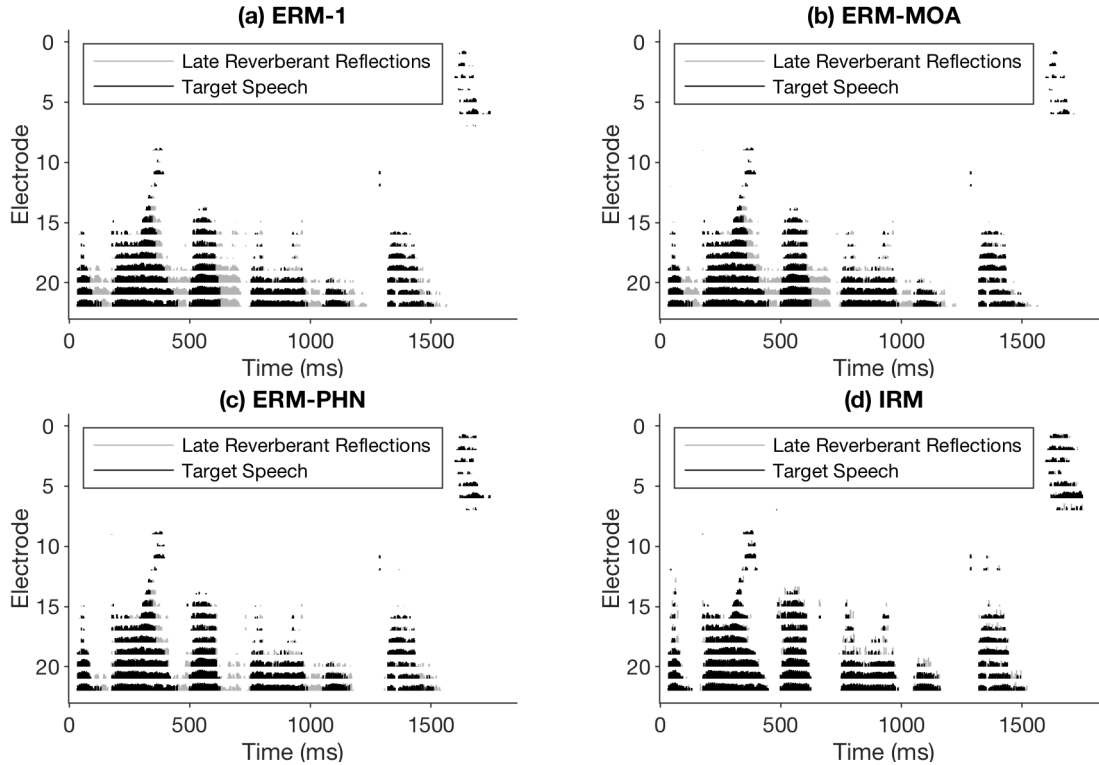 (a) ERM-1
0
5
10
15
20
Electrode
Late Reverberant Reflections
Target Speech
0 500 1000 1500
Time (ms)
(b) ERM-MOA
0
5
10
15
20
Electrode
Late Reverberant Reflections
Target Speech
0 500 1000 1500
Time (ms)
(c) ERM-PHN
0
5
10
15
20
Electrode
Late Reverberant Reflections
Target Speech
0 500 1000 1500
Time (ms)
(d) IRM
0
5
10
15
20
Electrode
Late Reverberant Reflections
Target Speech
0 500 1000 1500
Time (ms)